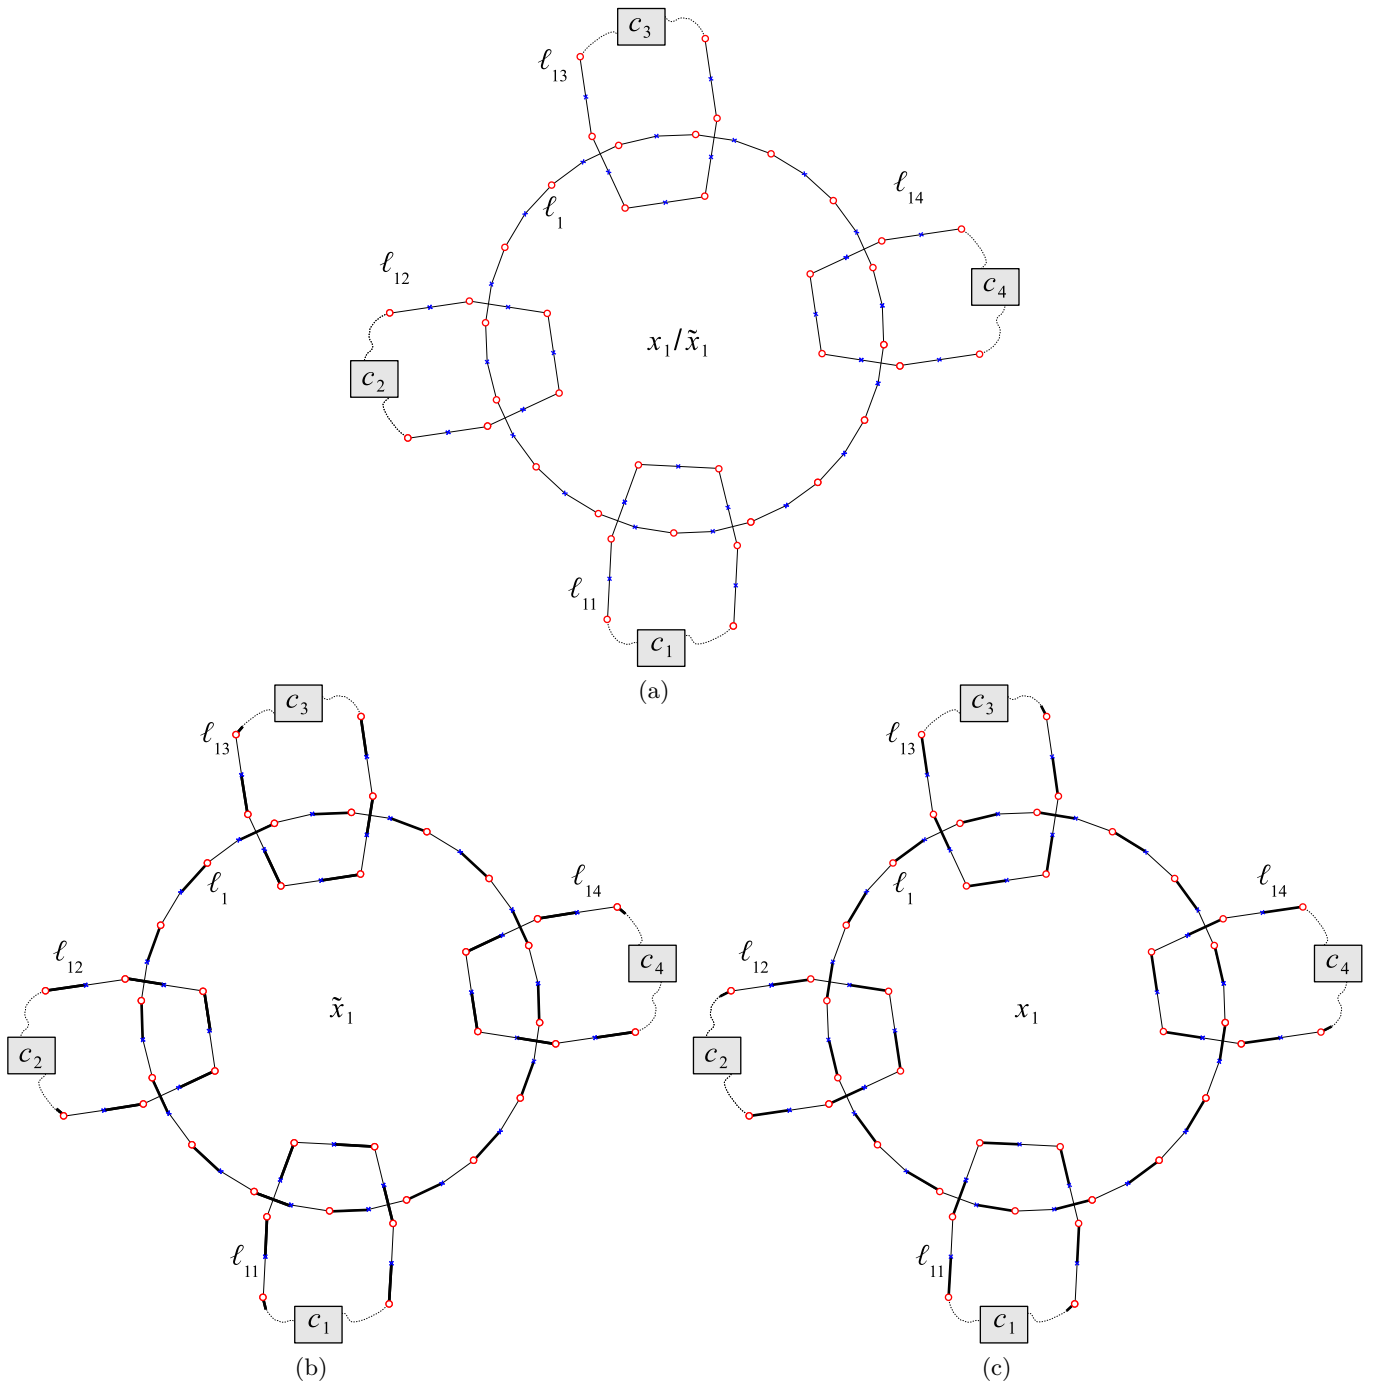 c₃
ℓ₁₃
ℓ₁₄
ℓ₁
ℓ₁₂
c₄
x₁/x̃₁
c₂
ℓ₁₁
c₁
(a)
c₃
ℓ₁₃
ℓ₁₄
ℓ₁
ℓ₁₂
c₄
x̃₁
c₂
ℓ₁₁
c₁
(b)
c₃
ℓ₁₃
ℓ₁₄
ℓ₁
ℓ₁₂
c₄
x₁
c₂
ℓ₁₁
c₁
(c)